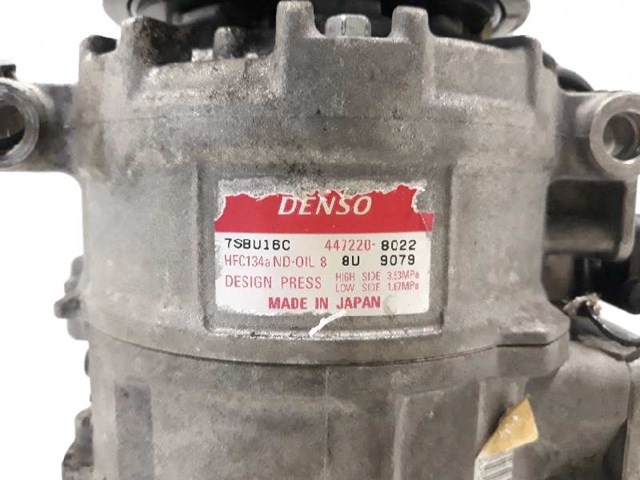 DENSO
7SBU16C 447220-8022
HFC134a ND-OIL 8 8U 9079
DESIGN PRESS HIGH SIDE 3.53MPa
LOW SIDE 1.67MPa
MADE IN JAPAN